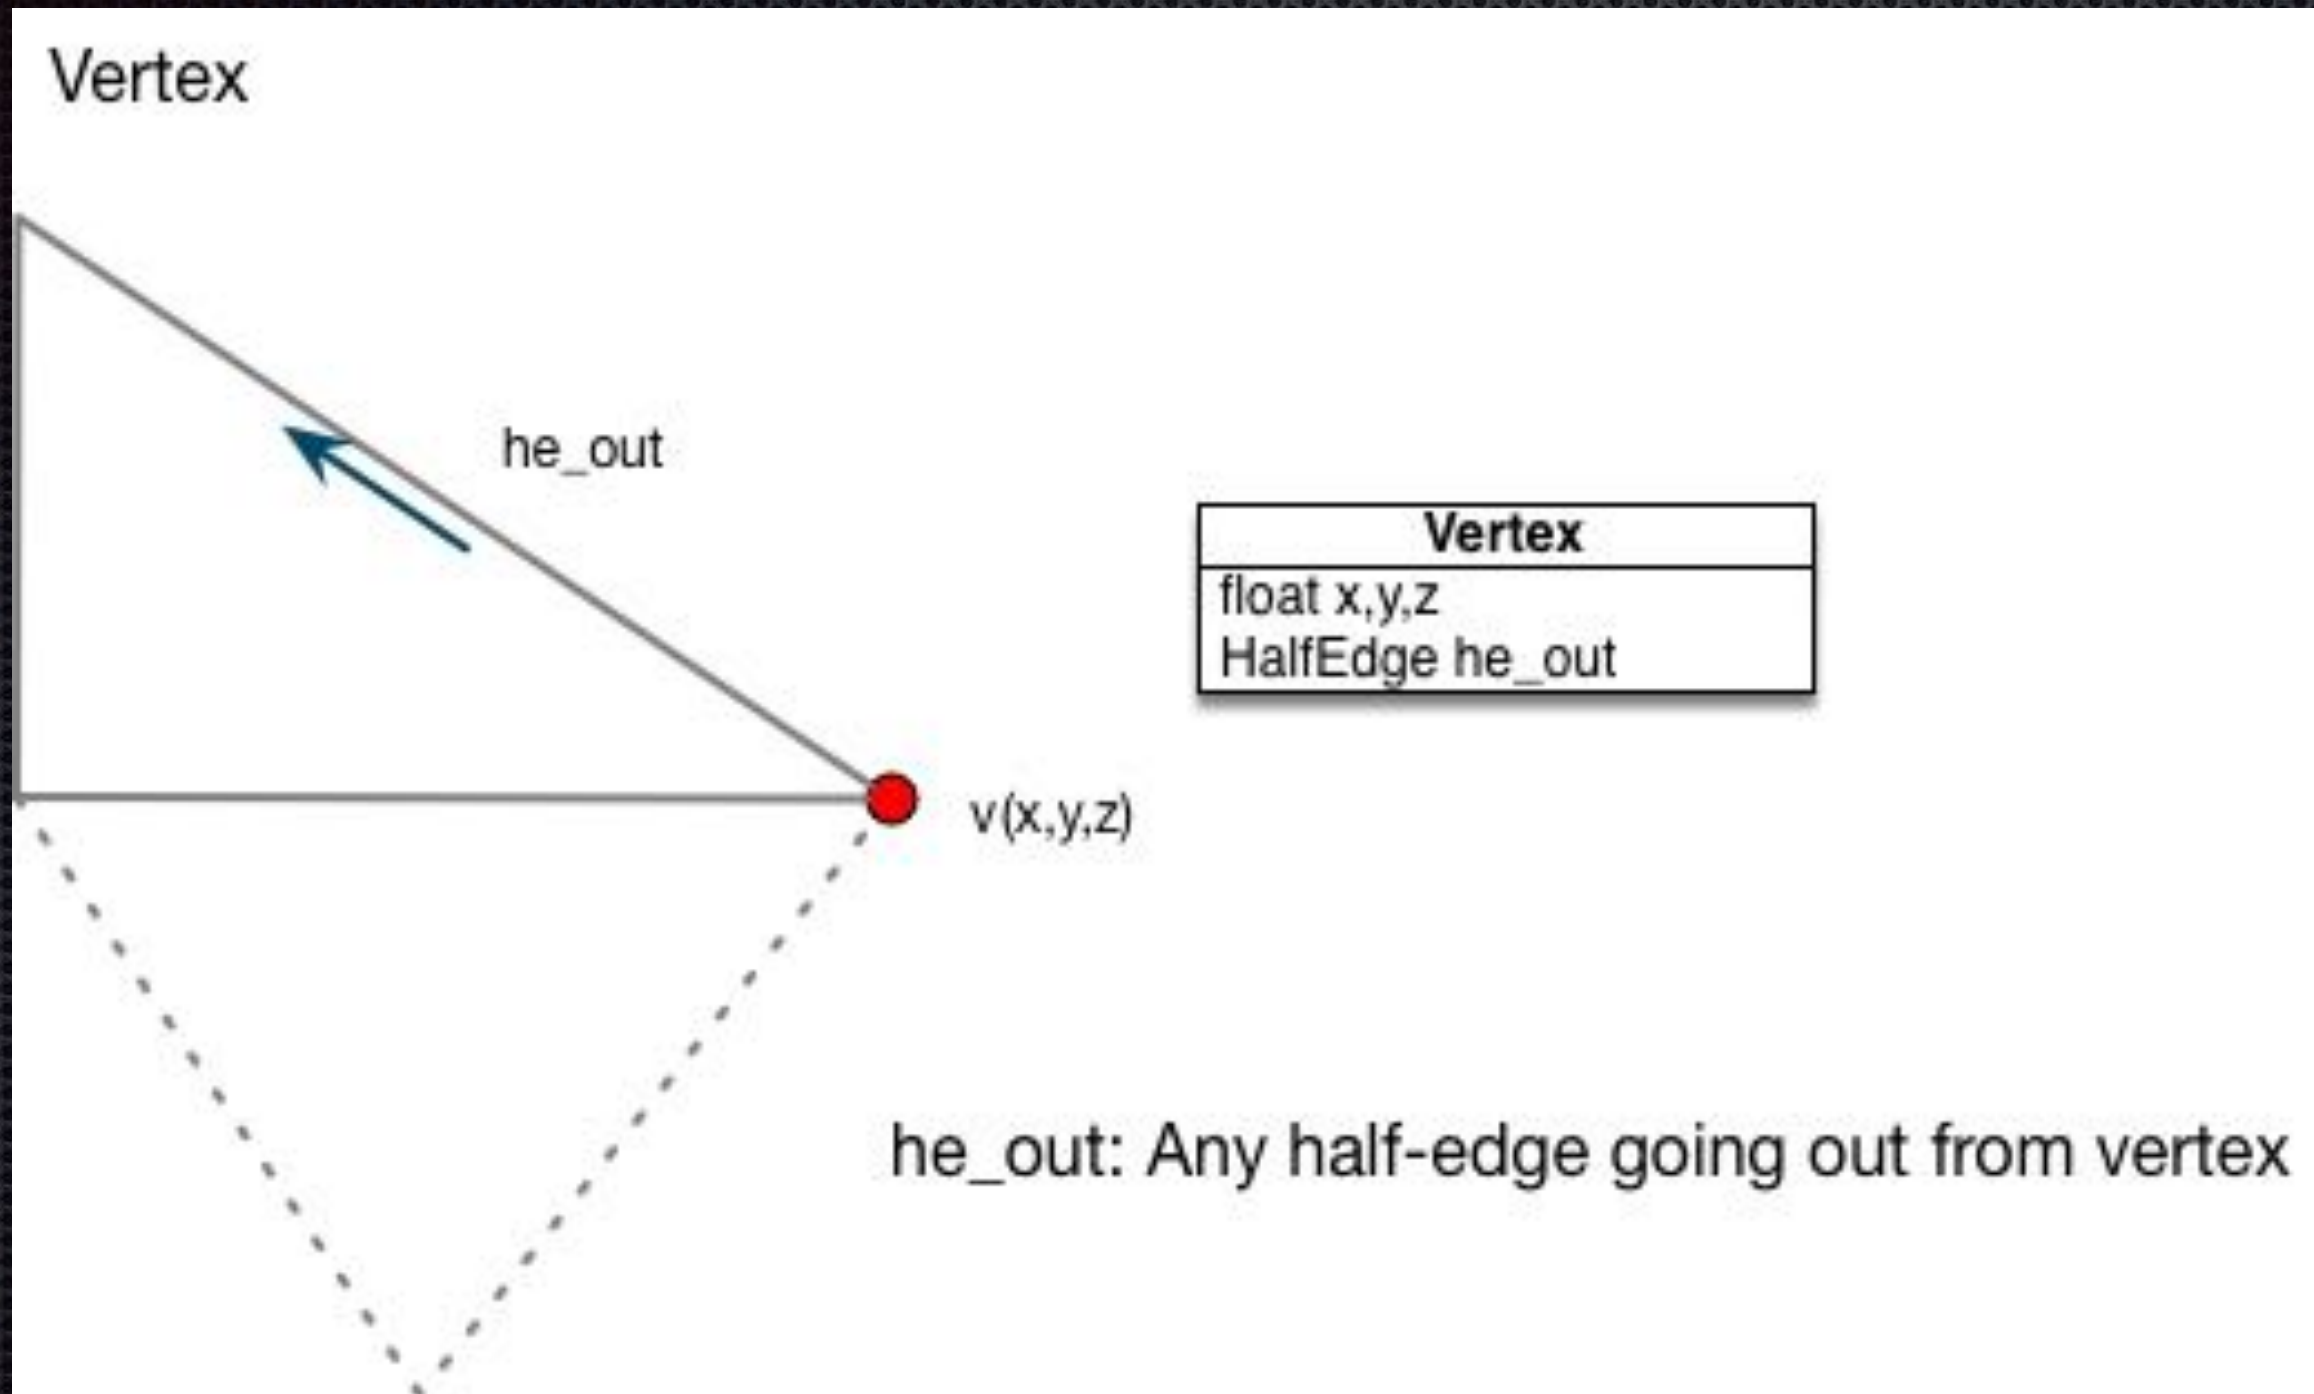 Vertex
he_out
Vertex
float x,y,z
HalfEdge he_out
v(x,y,z)
he_out: Any half-edge going out from vertex